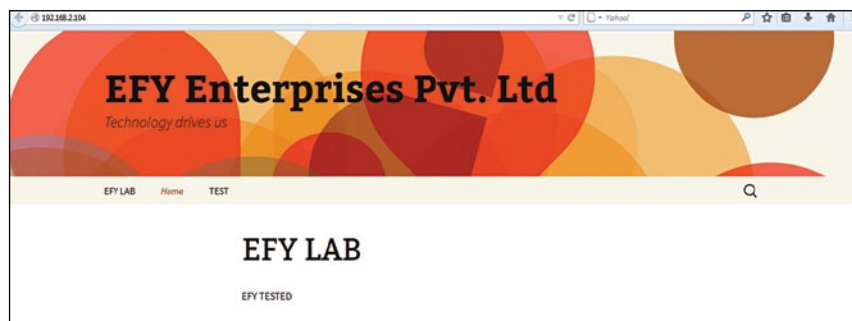 192.168.2.104
Yahoo!
EFY Enterprises Pvt. Ltd
Technology drives us
EFY LAB Home TEST
EFY LAB
EFY TESTED